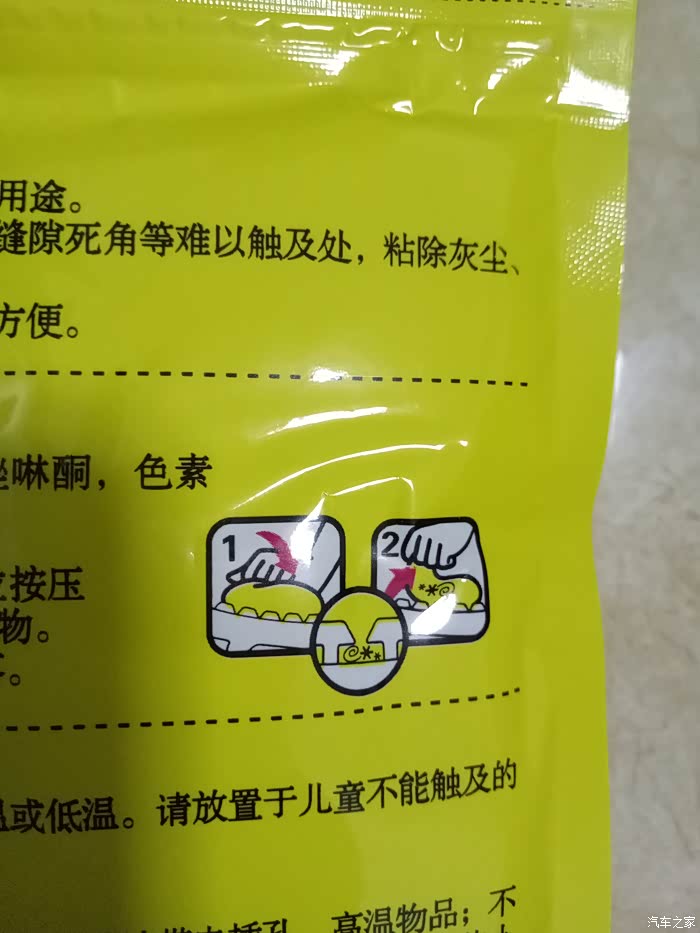 用途。
缝隙死角等难以触及处，粘除灰尘、
方便。
啉酮，色素
按压
物。
1
2
。
或低温。请放置于儿童不能触及的
插孔、高温物品；不
汽车之家